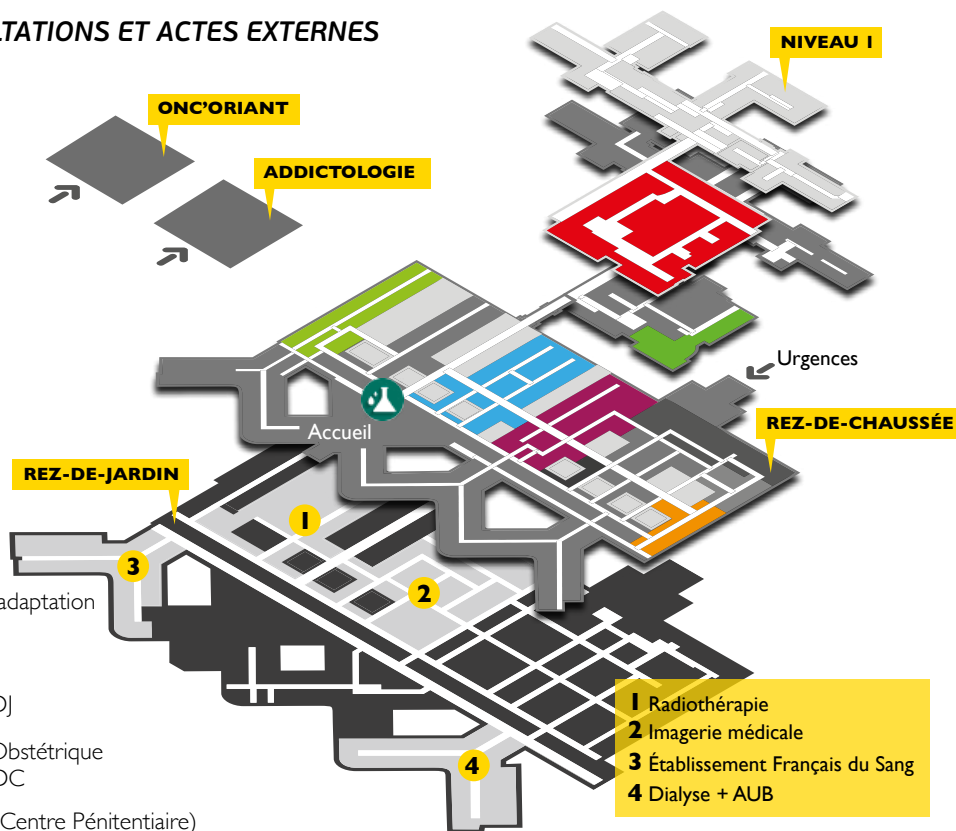 LTATIONS ET ACTES EXTERNES
NIVEAU 1
ONC'ORIANT
ADDICTOLOGIE
Urgences
Accueil
REZ-DE-CHAUSSÉE
REZ-DE-JARDIN
1
3
2
adaptation
DJ
Obstétrique
DC
4
(Centre Pénitentiaire)
1 Radiothérapie
2 Imagerie médicale
3 Établissement Français du Sang
4 Dialyse + AUB